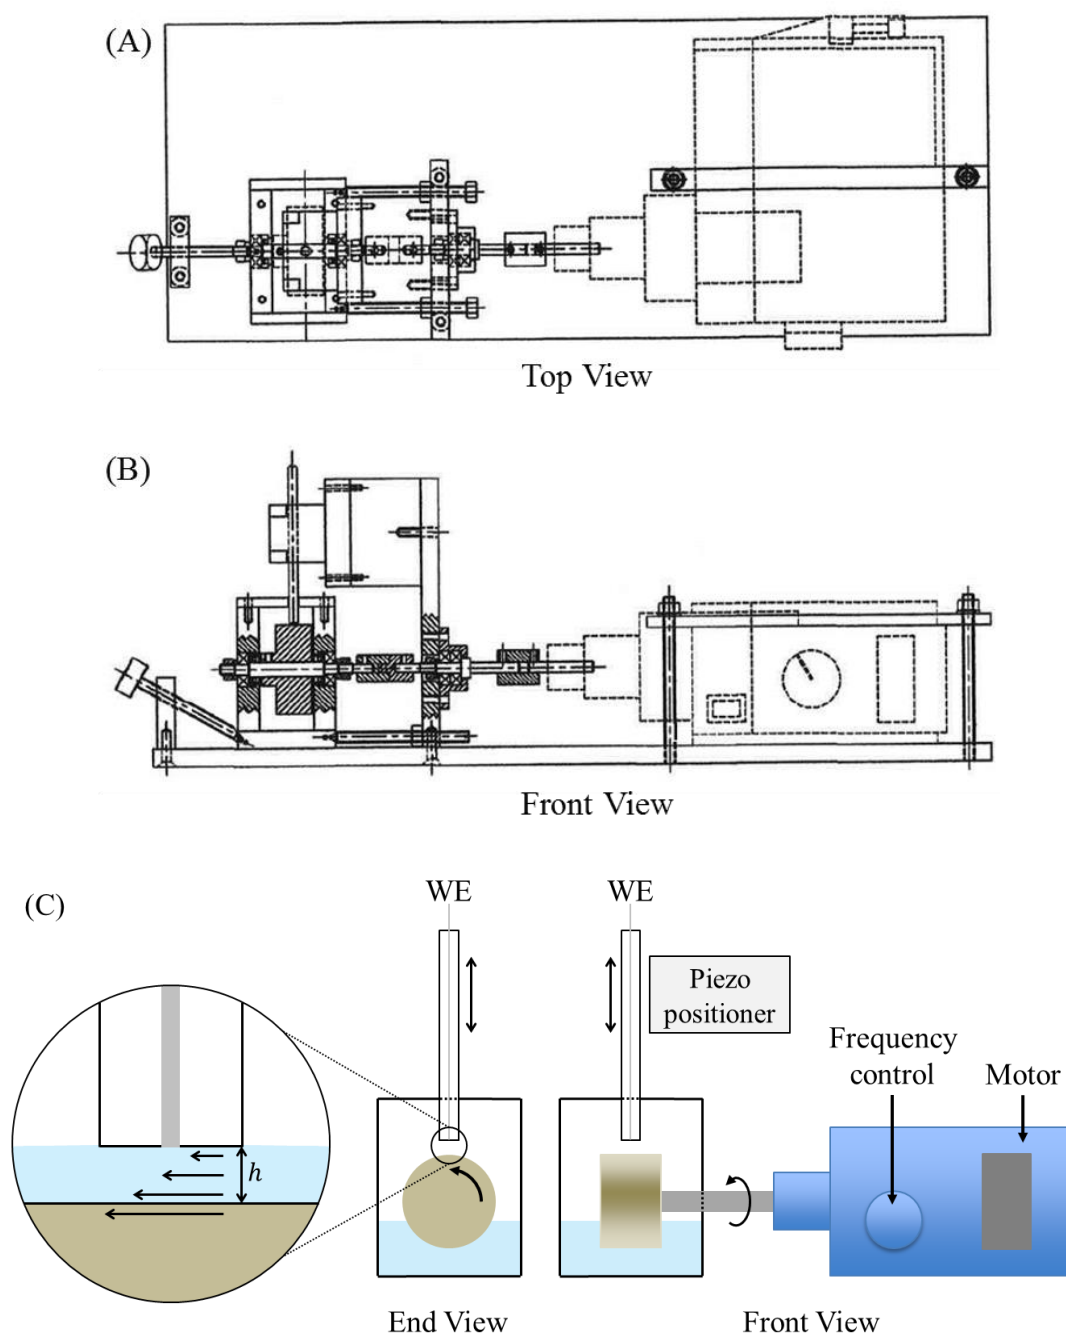 (A)
Top View
(B)
Front View
(C)
WE
WE
Piezo
positioner
Frequency
control
Motor
h
End View
Front View